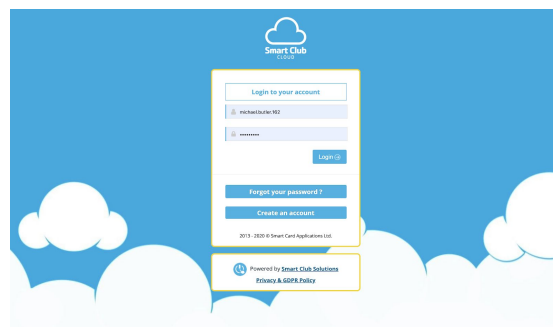 Smart Club
CLOUD
Login to your account
michael.butler.162
•••••••••
Login
Forgot your password ?
Create an account
2013 - 2020 © Smart Card Applications Ltd.
Powered by Smart Club Solutions
Privacy & GDPR Policy